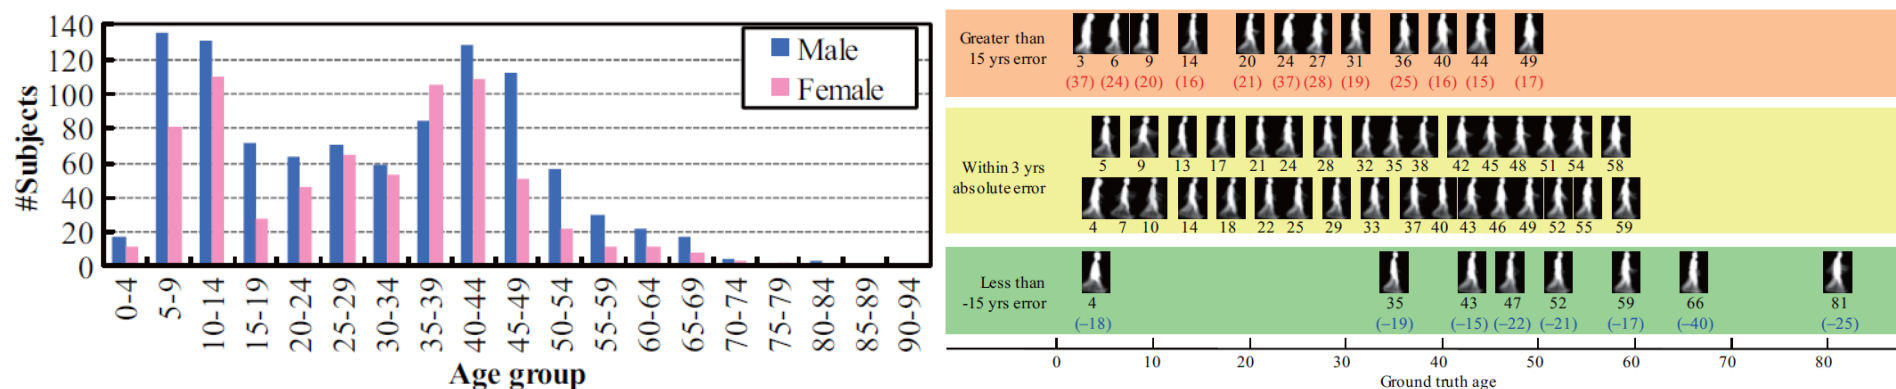 140
120
100
80
60
40
20
0
#Subjects
Male
Female
0-4
5-9
10-14
15-19
20-24
25-29
30-34
35-39
40-44
45-49
50-54
55-59
60-64
65-69
70-74
75-79
80-84
85-89
90-94
Age group
Greater than
15 yrs error
3 6 9 14 20 24 27 31 36 40 44 49
(37) (24) (20) (16) (21) (37) (28) (19) (25) (16) (15) (17)
Within 3 yrs
absolute error
5 9 13 17 21 24 28 32 35 38 42 45 48 51 54 58
4 7 10 14 18 22 25 29 33 37 40 43 46 49 52 55 59
Less than
-15 yrs error
4 35 43 47 52 59 66 81
(–18) (–19) (–15) (–22) (–21) (–17) (–40) (–25)
0 10 20 30 40 50 60 70 80
Ground truth age